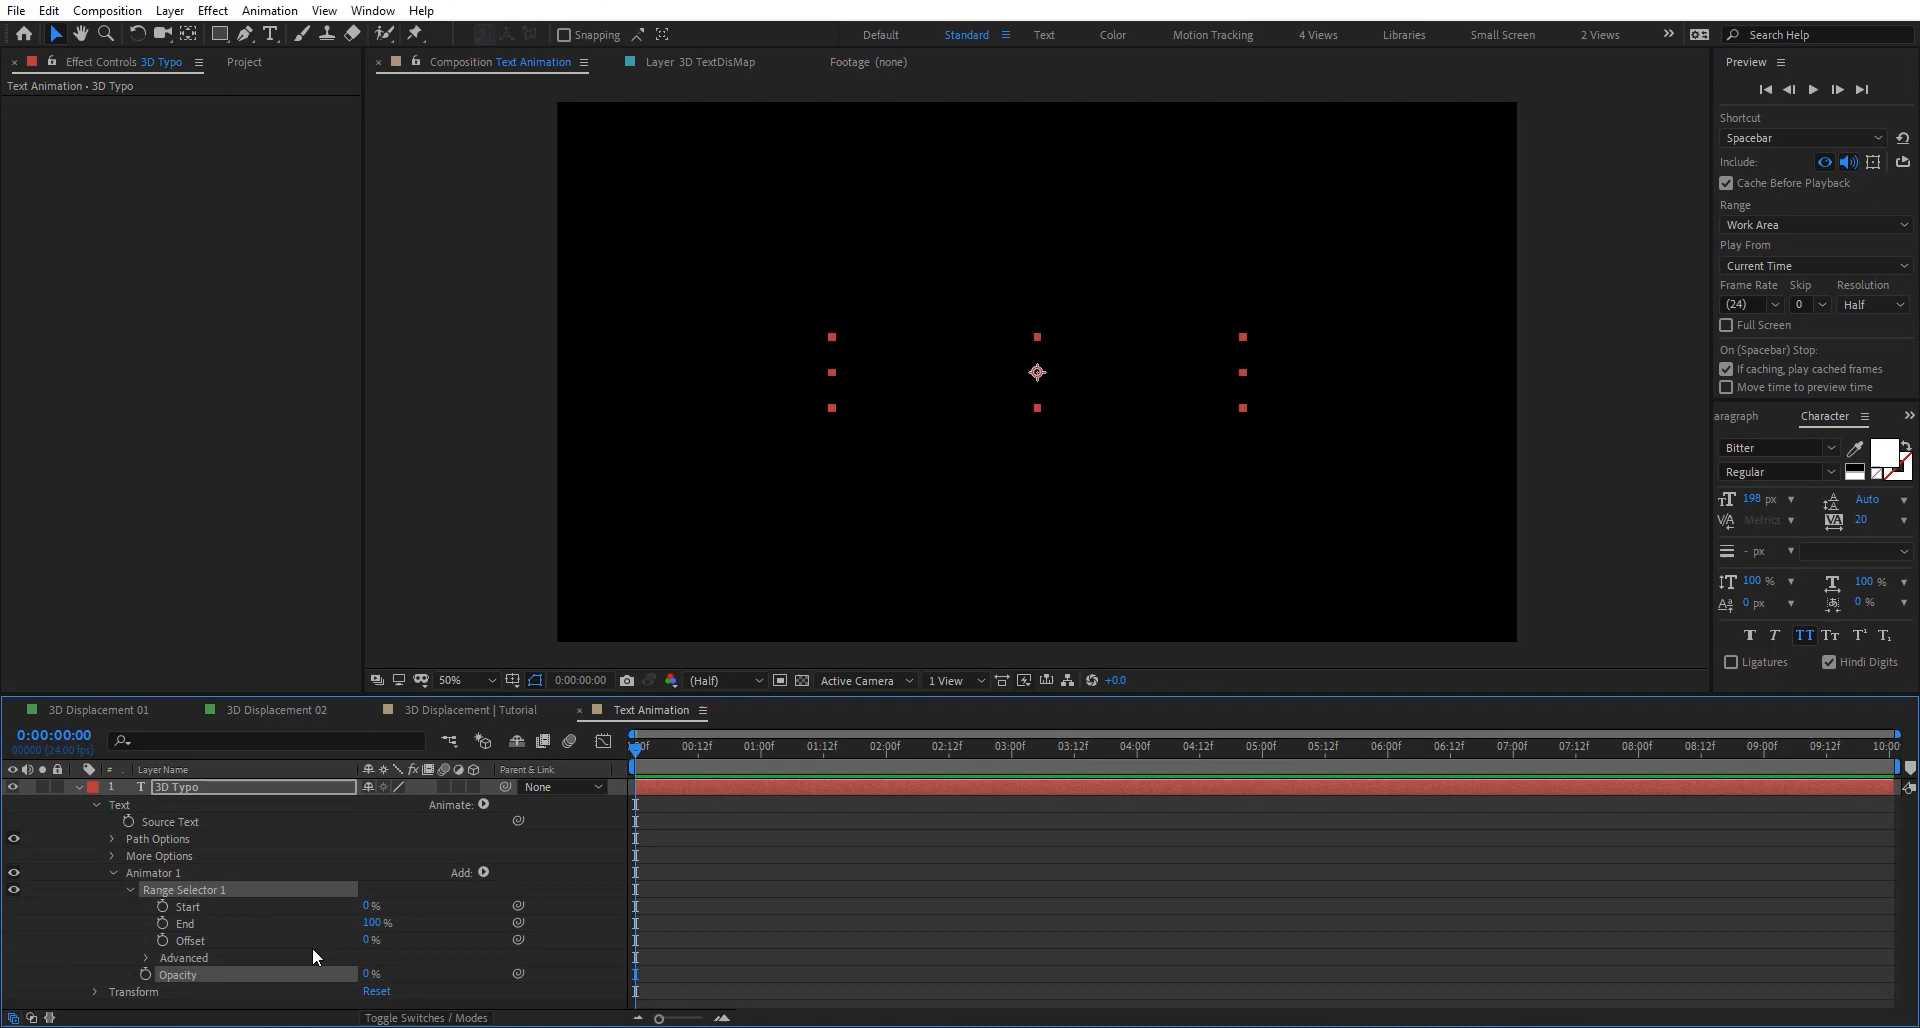 File Edit Composition Layer Effect Animation View Window Help
Snapping Default Standard Text Color Motion Tracking 4 Views Libraries Small Screen 2 Views Search Help
Effect Controls 3D Typo Project Composition Text Animation Layer 3D TextDisMap Footage (none) Preview
Text Animation • 3D Typo
Shortcut
Spacebar
Include:
Cache Before Playback
Range
Work Area
Play From
Current Time
Frame Rate Skip Resolution
(24) 0 Half
Full Screen
On (Spacebar) Stop:
If caching, play cached frames
Move time to preview time
aragraph Character
Bitter
Regular
198 px Auto
Metrics 20
- px
100 % 100 %
0 px 0 %
Ligatures Hindi Digits
50% 0:00:00:00 (Half) Active Camera 1 View +0.0
3D Displacement 01 3D Displacement 02 3D Displacement | Tutorial Text Animation
0:00:00:00
00000 (24.00 fps)
:00f 00:12f 01:00f 01:12f 02:00f 02:12f 03:00f 03:12f 04:00f 04:12f 05:00f 05:12f 06:00f 06:12f 07:00f 07:12f 08:00f 08:12f 09:00f 09:12f 10:00
# Layer Name fx Parent & Link
1 T 3D Typo None
Text Animate:
Source Text
Path Options
More Options
Animator 1 Add:
Range Selector 1
Start 0 %
End 100 %
Offset 0 %
Advanced
Opacity 0 %
Transform Reset
Toggle Switches / Modes